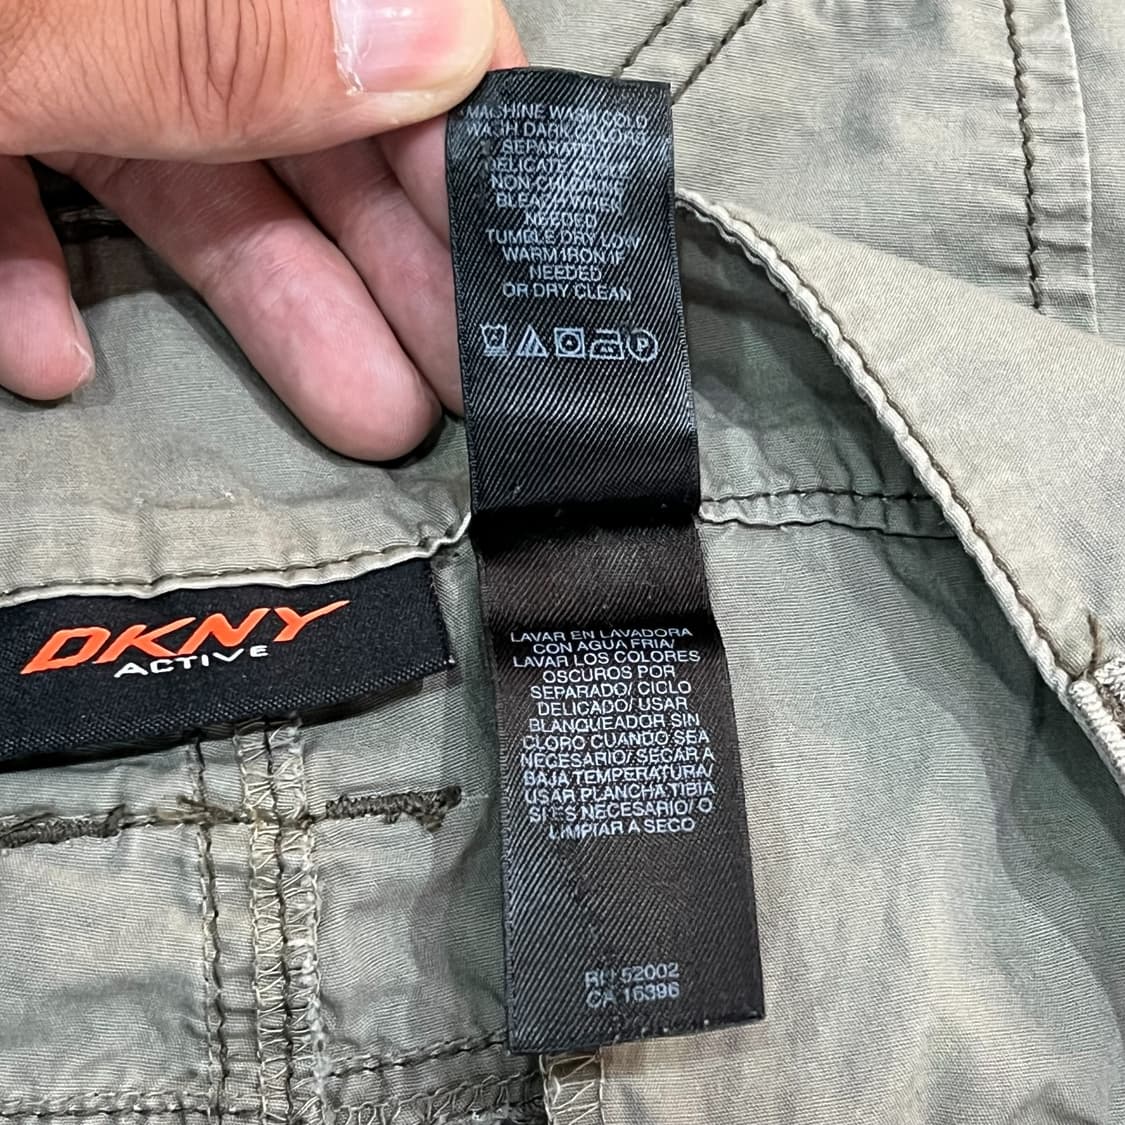 MACHINE WASH COLD
WASH DARK COLORS
SEPARATELY
DELICATE CYCLE
NON-CHLORINE
BLEACH WHEN
NEEDED
TUMBLE DRY LOW
WARM IRON IF
NEEDED
OR DRY CLEAN
P
DKNY
ACTIVE
LAVAR EN LAVADORA
CON AGUA FRIA/
LAVAR LOS COLORES
OSCUROS POR
SEPARADO/ CICLO
DELICADO/ USAR
BLANQUEADOR SIN
CLORO CUANDO SEA
NECESARIO/ SECAR A
BAJA TEMPERATURA/
USAR PLANCHA TIBIA
SI ES NECESARIO/ O
LIMPIAR A SECO
RN 52002
CA 16396